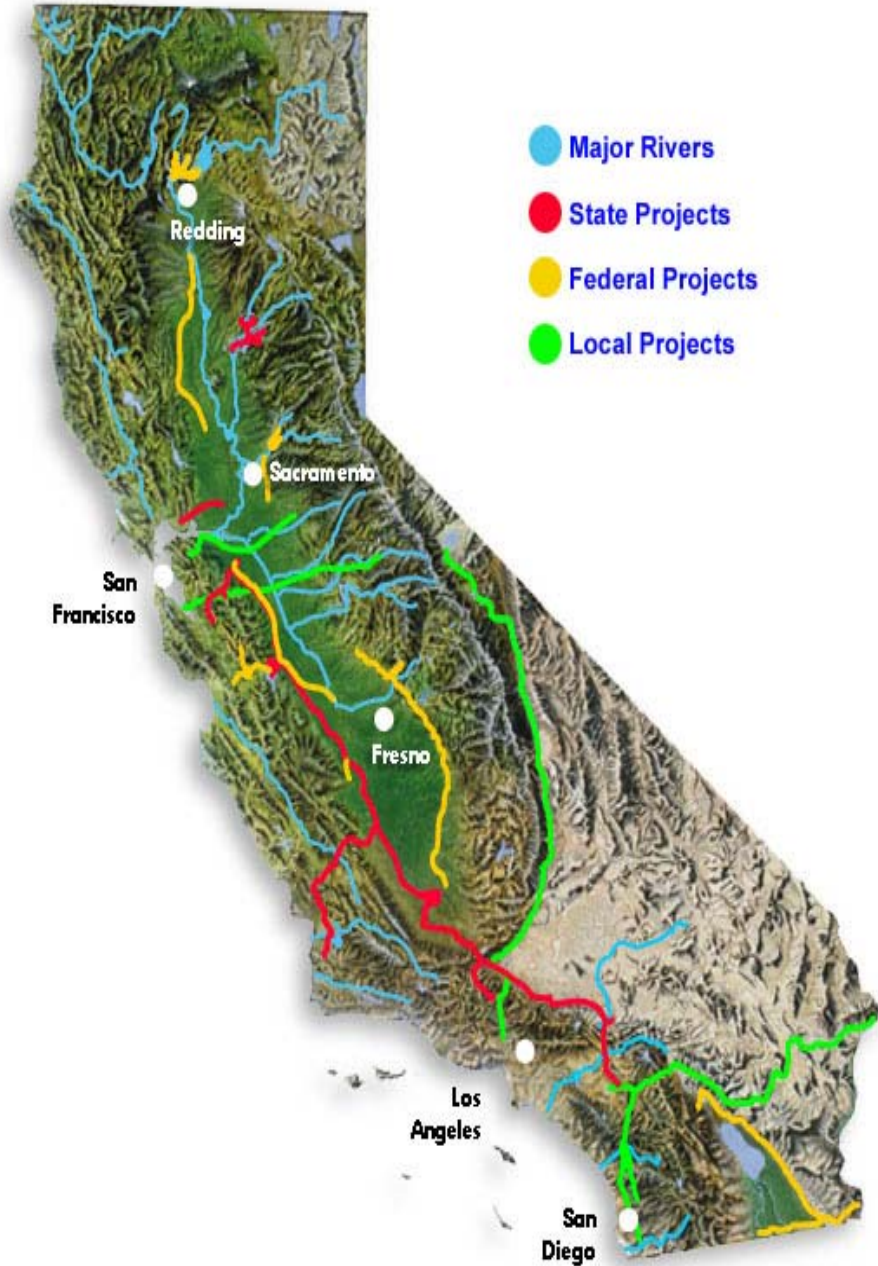 Major Rivers
State Projects
Federal Projects
Local Projects
Redding
Sacramento
San
Francisco
Fresno
Los
Angeles
San
Diego